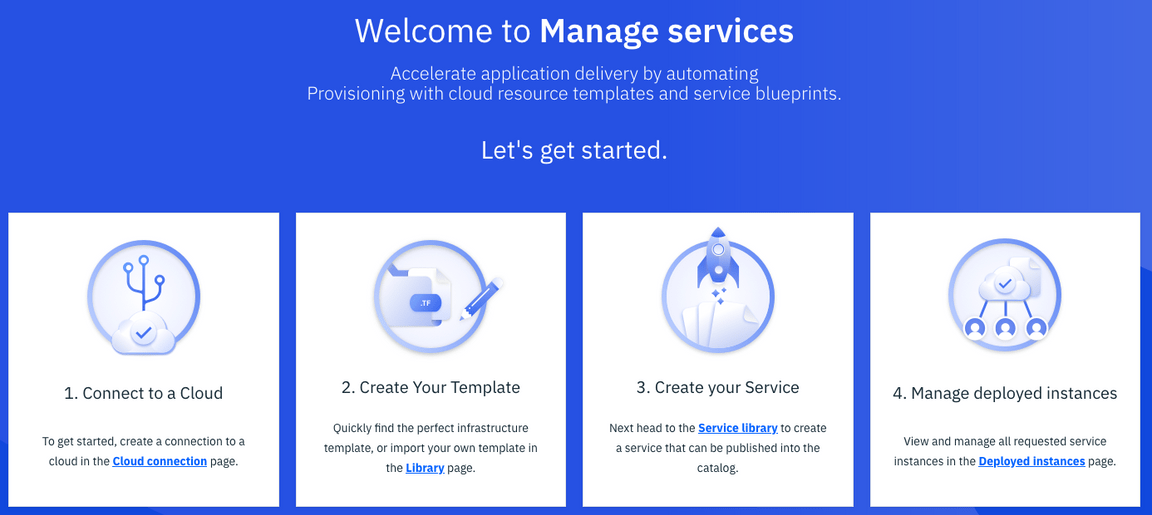 Welcome to Manage services
Accelerate application delivery by automating
Provisioning with cloud resource templates and service blueprints.
Let's get started.
1. Connect to a Cloud
To get started, create a connection to a
cloud in the Cloud connection page.
.TF
2. Create Your Template
Quickly find the perfect infrastructure
template, or import your own template in
the Library page.
3. Create your Service
Next head to the Service library to create
a service that can be published into the
catalog.
4. Manage deployed instances
View and manage all requested service
instances in the Deployed instances page.